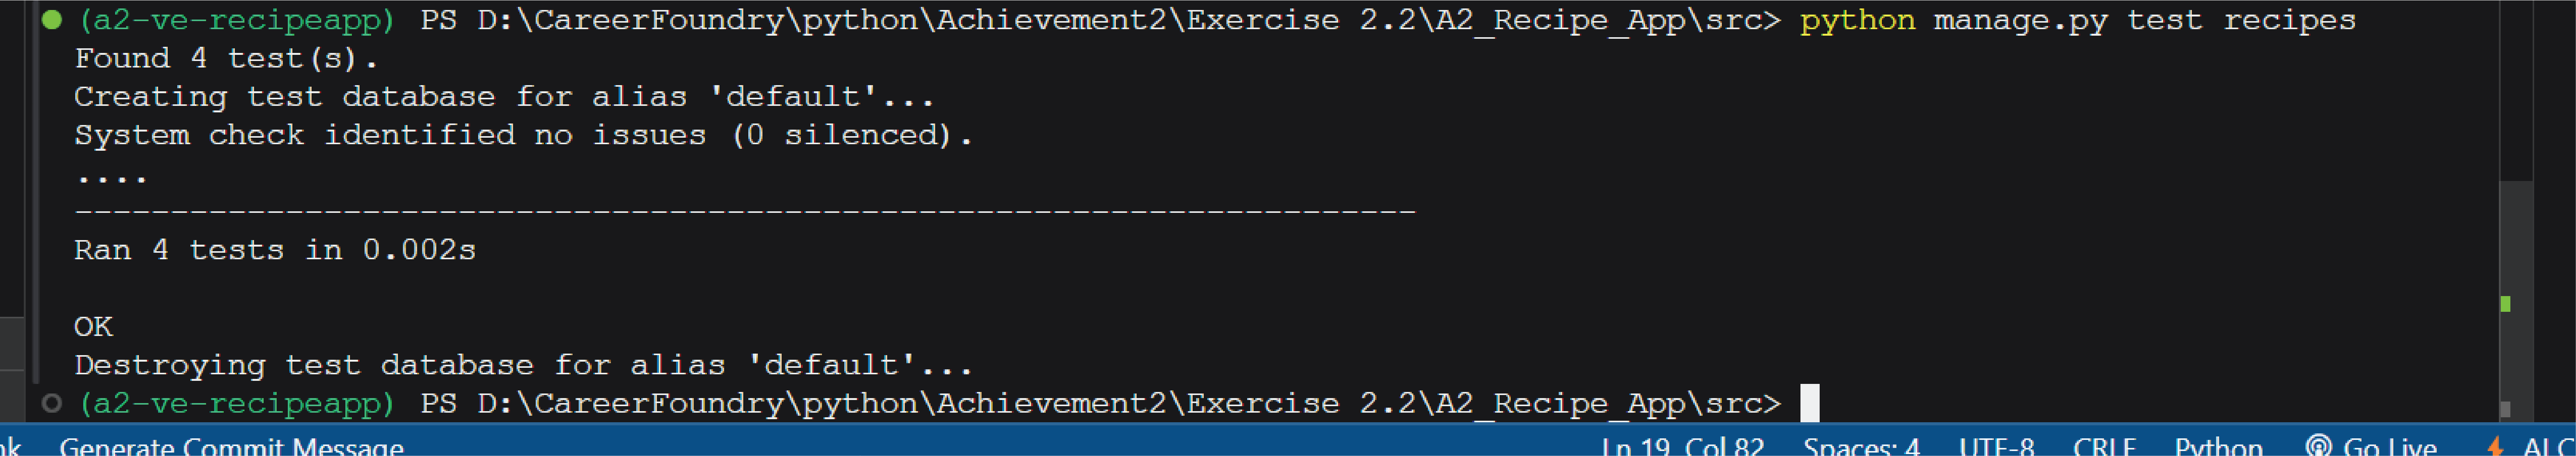 (a2-ve-recipeapp) PS D:\CareerFoundry\python\Achievement2\Exercise 2.2\A2_Recipe_App\src> python manage.py test recipes
Found 4 test(s).
Creating test database for alias 'default'...
System check identified no issues (0 silenced).
....
----------------------------------------------------------------------
Ran 4 tests in 0.002s
OK
Destroying test database for alias 'default'...
(a2-ve-recipeapp) PS D:\CareerFoundry\python\Achievement2\Exercise 2.2\A2_Recipe_App\src>
Generate Commit Message Ln 19, Col 82 Spaces: 4 UTF-8 CRLF Python Go Live